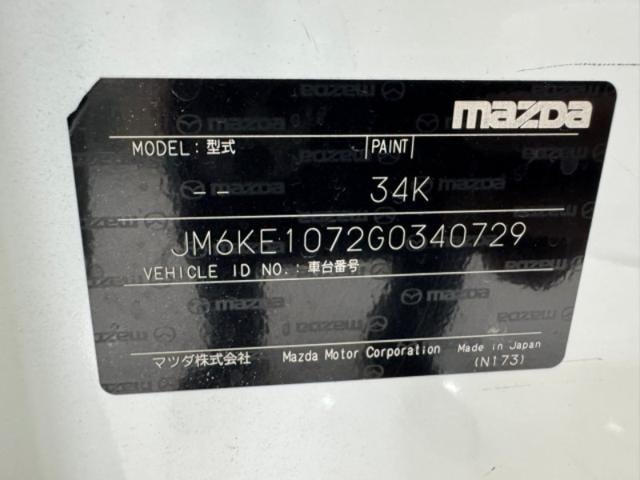 mazda
MODEL: 型式 PAINT
-- 34K
JM6KE1072G0340729
VEHICLE ID NO.: 車台番号
マツダ株式会社 Mazda Motor Corporation Made in Japan
(N173)